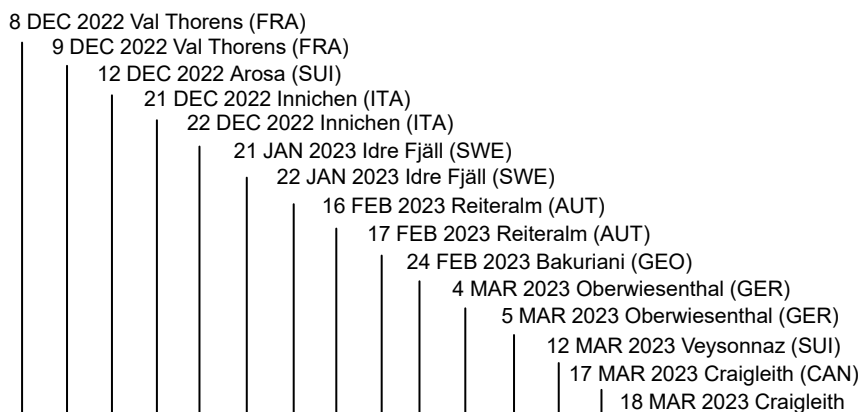 8 DEC 2022 Val Thorens (FRA)
9 DEC 2022 Val Thorens (FRA)
12 DEC 2022 Arosa (SUI)
21 DEC 2022 Innichen (ITA)
22 DEC 2022 Innichen (ITA)
21 JAN 2023 Idre Fjäll (SWE)
22 JAN 2023 Idre Fjäll (SWE)
16 FEB 2023 Reiteralm (AUT)
17 FEB 2023 Reiteralm (AUT)
24 FEB 2023 Bakuriani (GEO)
4 MAR 2023 Oberwiesenthal (GER)
5 MAR 2023 Oberwiesenthal (GER)
12 MAR 2023 Veysonnaz (SUI)
17 MAR 2023 Craigleith (CAN)
18 MAR 2023 Craigleith